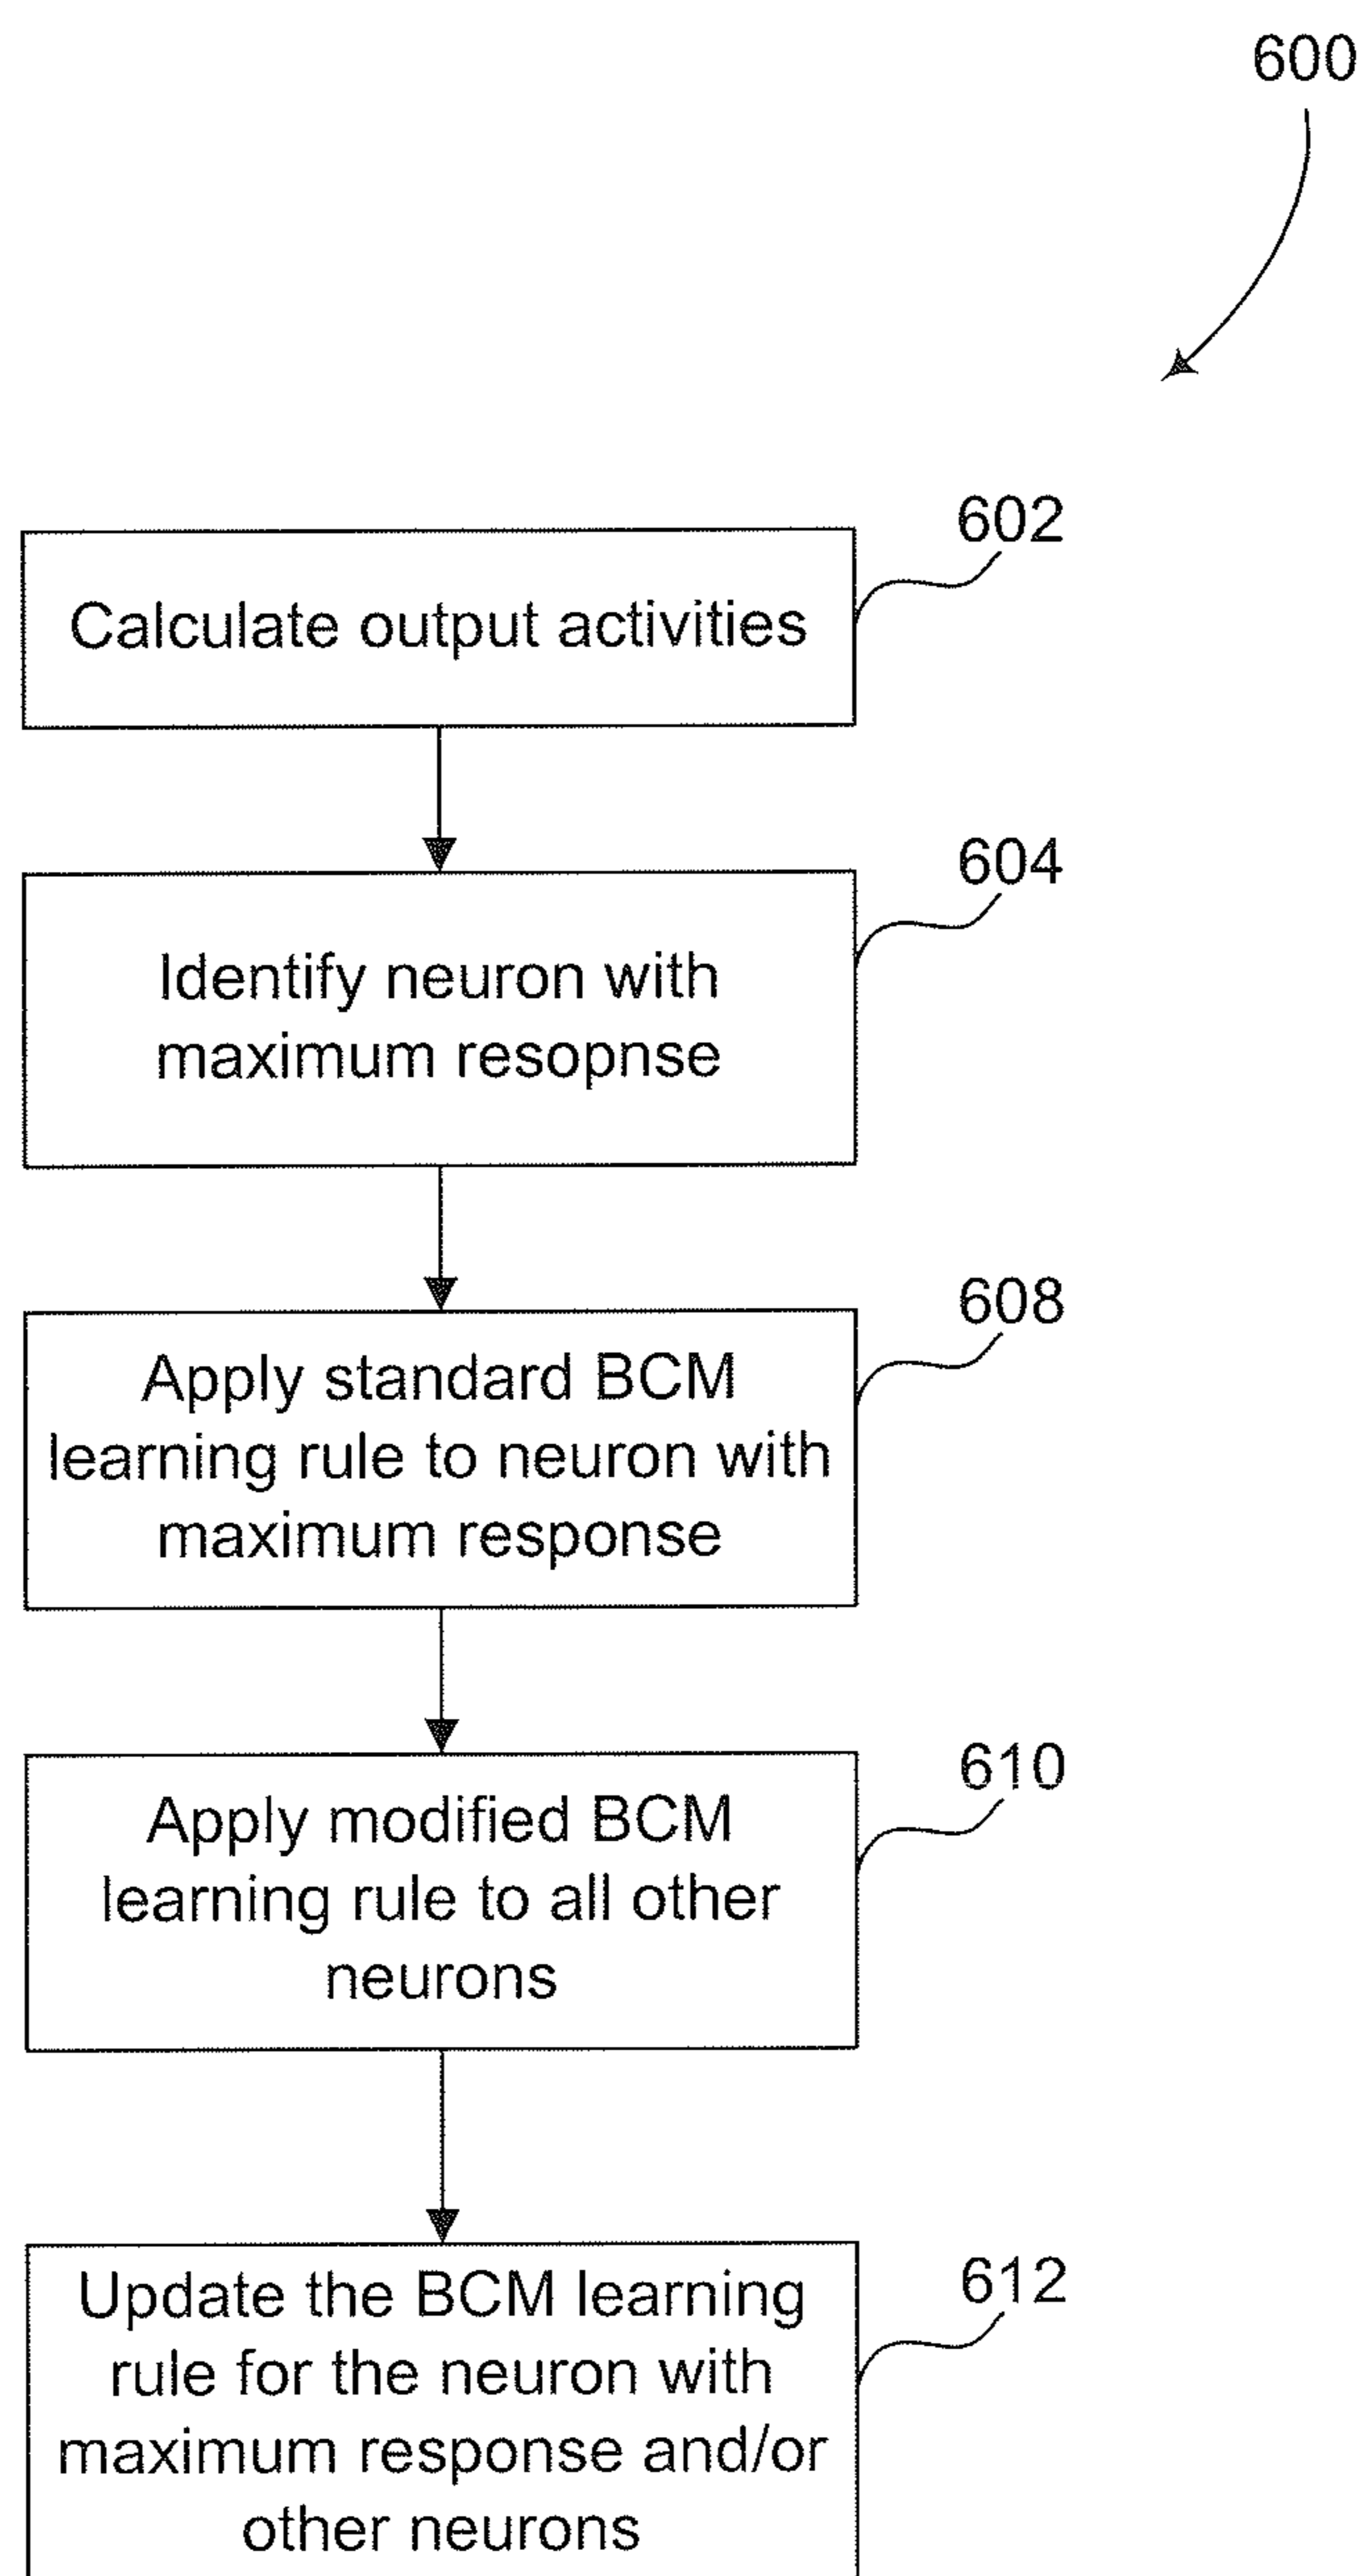 600
602
Calculate output activities
604
Identify neuron with
maximum resopnse
608
Apply standard BCM
learning rule to neuron with
maximum response
610
Apply modified BCM
learning rule to all other
neurons
612
Update the BCM learning
rule for the neuron with
maximum response and/or
other neurons